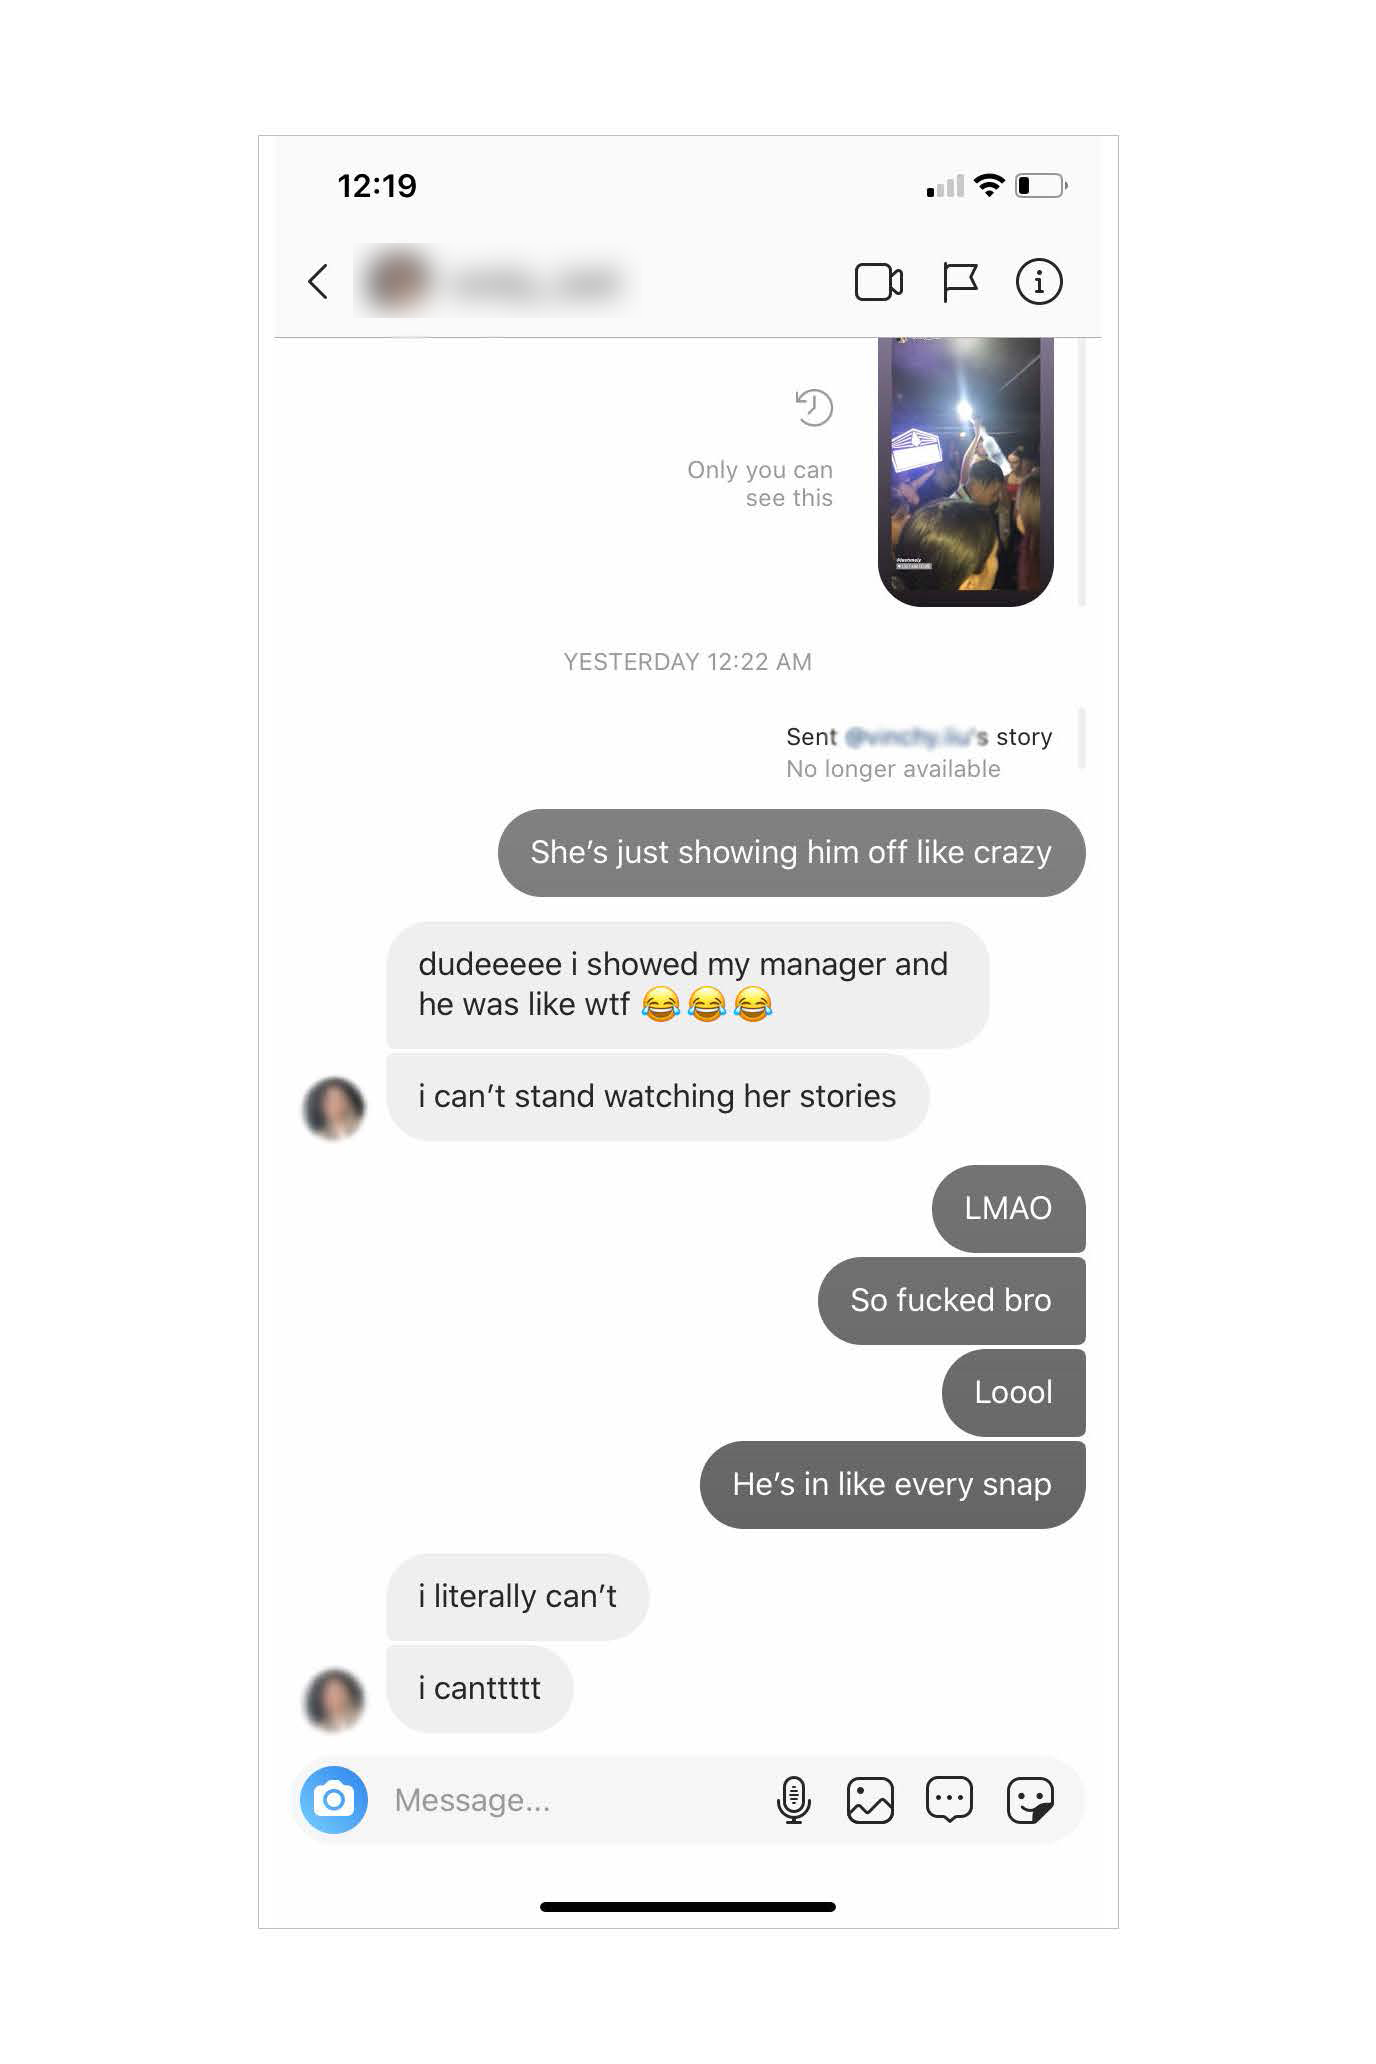 12:19
Only you can
see this
YESTERDAY 12:22 AM
Sent 's story
No longer available
She's just showing him off like crazy
dudeeeee i showed my manager and
he was like wtf 😂😂😂
i can't stand watching her stories
LMAO
So fucked bro
Loool
He's in like every snap
i literally can't
i canttttt
Message...